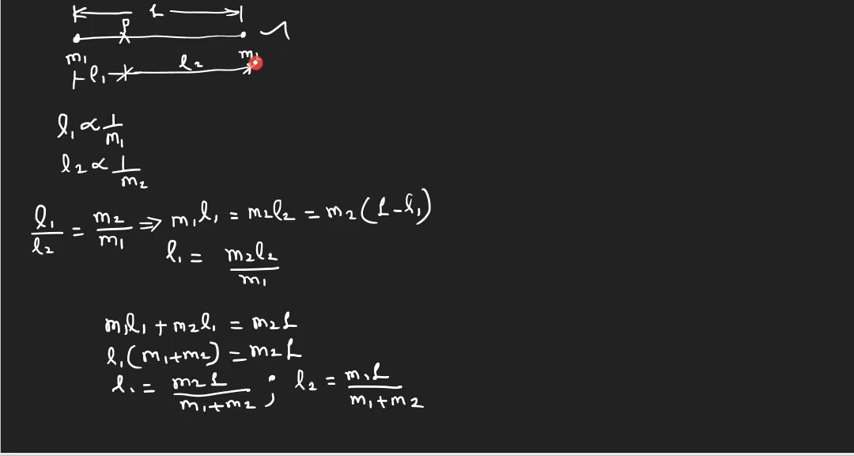 L
P
m₁ m₁
l₁ l₂
l₁ ∝ 1/m₁
l₂ ∝ 1/m₂
l₁/l₂ = m₂/m₁ ⇒ m₁l₁ = m₂l₂ = m₂(L-l₁)
l₁ = m₂l₂/m₁
m₁l₁ + m₂l₁ = m₂L
l₁(m₁+m₂) = m₂L
l₁ = m₂L/(m₁+m₂) ; l₂ = m₁L/(m₁+m₂)